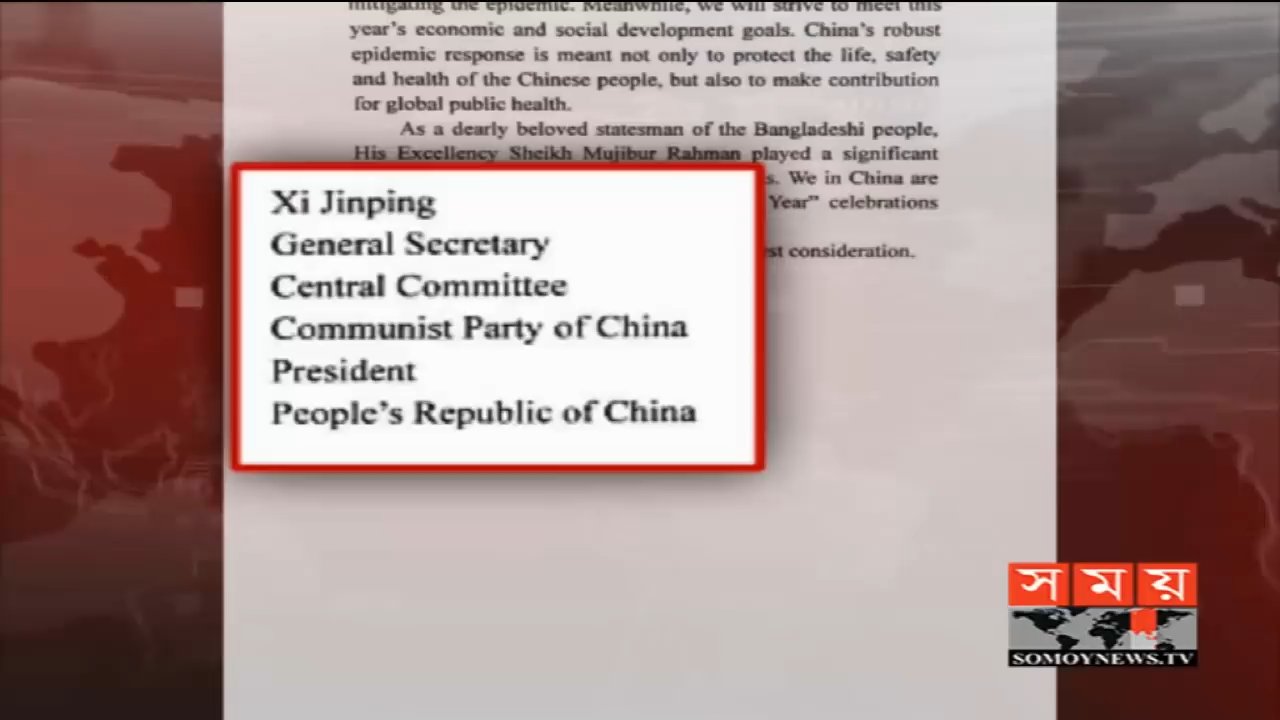 mitigating the epidemic. Meanwhile, we will strive to meet this
year's economic and social development goals. China's robust
epidemic response is meant not only to protect the life, safety
and health of the Chinese people, but also to make contribution
for global public health.
As a dearly beloved statesman of the Bangladeshi people,
His Excellency Sheikh Mujibur Rahman played a significant
We in China are
Year" celebrations
consideration.
Xi Jinping
General Secretary
Central Committee
Communist Party of China
President
People's Republic of China
সময়
SOMOYNEWS.TV